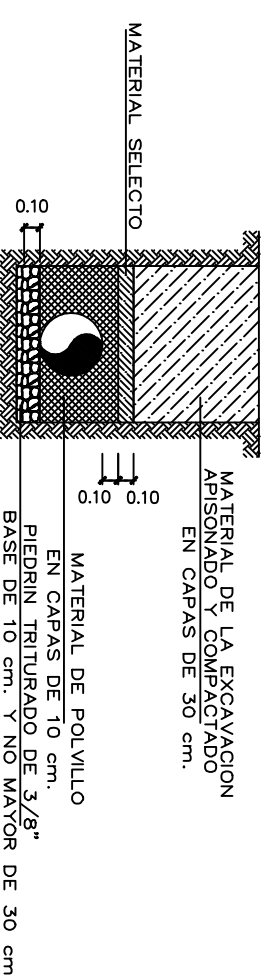 MATERIAL SELECTO
0.10
0.10
0.10
MATERIAL DE LA EXCAVACION
APISONADO Y COMPACTADO
EN CAPAS DE 30 cm.
MATERIAL DE POLVILLO
EN CAPAS DE 10 cm.
PIEDRIN TRITURADO DE 3/8"
BASE DE 10 cm. Y NO MAYOR DE 30 cm